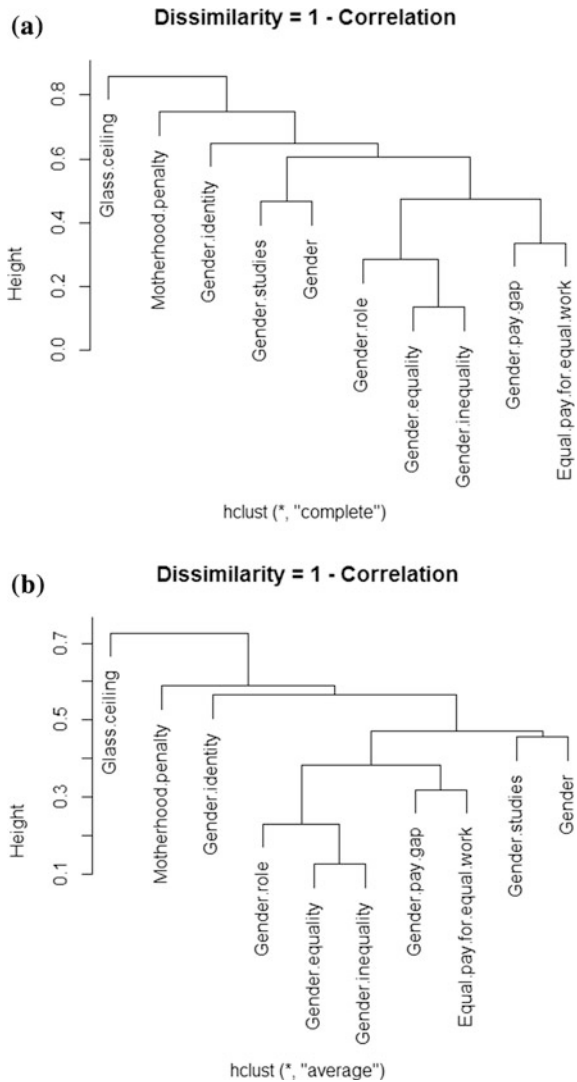 (a)
Dissimilarity = 1 - Correlation
Height
0.8
0.6
0.4
0.2
0.0
Glass.ceiling
Motherhood.penalty
Gender.identity
Gender.studies
Gender
Gender.role
Gender.equality
Gender.inequality
Gender.pay.gap
Equal.pay.for.equal.work
hclust (*, "complete")
(b)
Dissimilarity = 1 - Correlation
Height
0.7
0.5
0.3
0.1
Glass.ceiling
Motherhood.penalty
Gender.identity
Gender.role
Gender.equality
Gender.inequality
Gender.pay.gap
Equal.pay.for.equal.work
Gender.studies
Gender
hclust (*, "average")